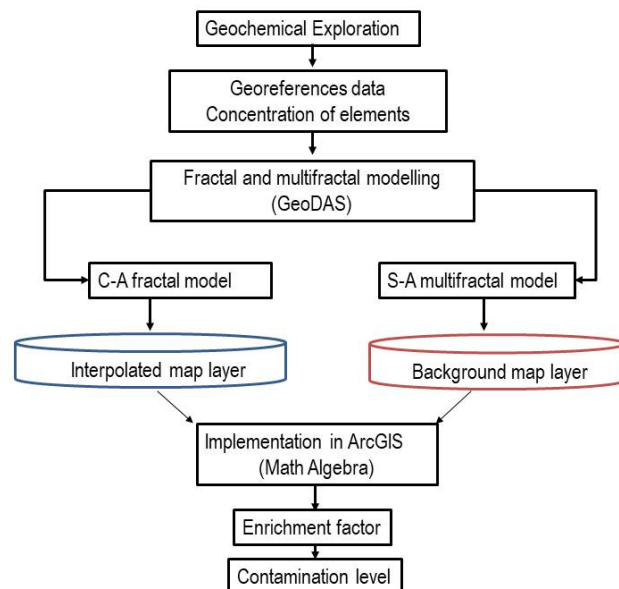 Geochemical Exploration
Georeferences data
Concentration of elements
Fractal and multifractal modelling
(GeoDAS)
C-A fractal model
S-A multifractal model
Interpolated map layer
Background map layer
Implementation in ArcGIS
(Math Algebra)
Enrichment factor
Contamination level